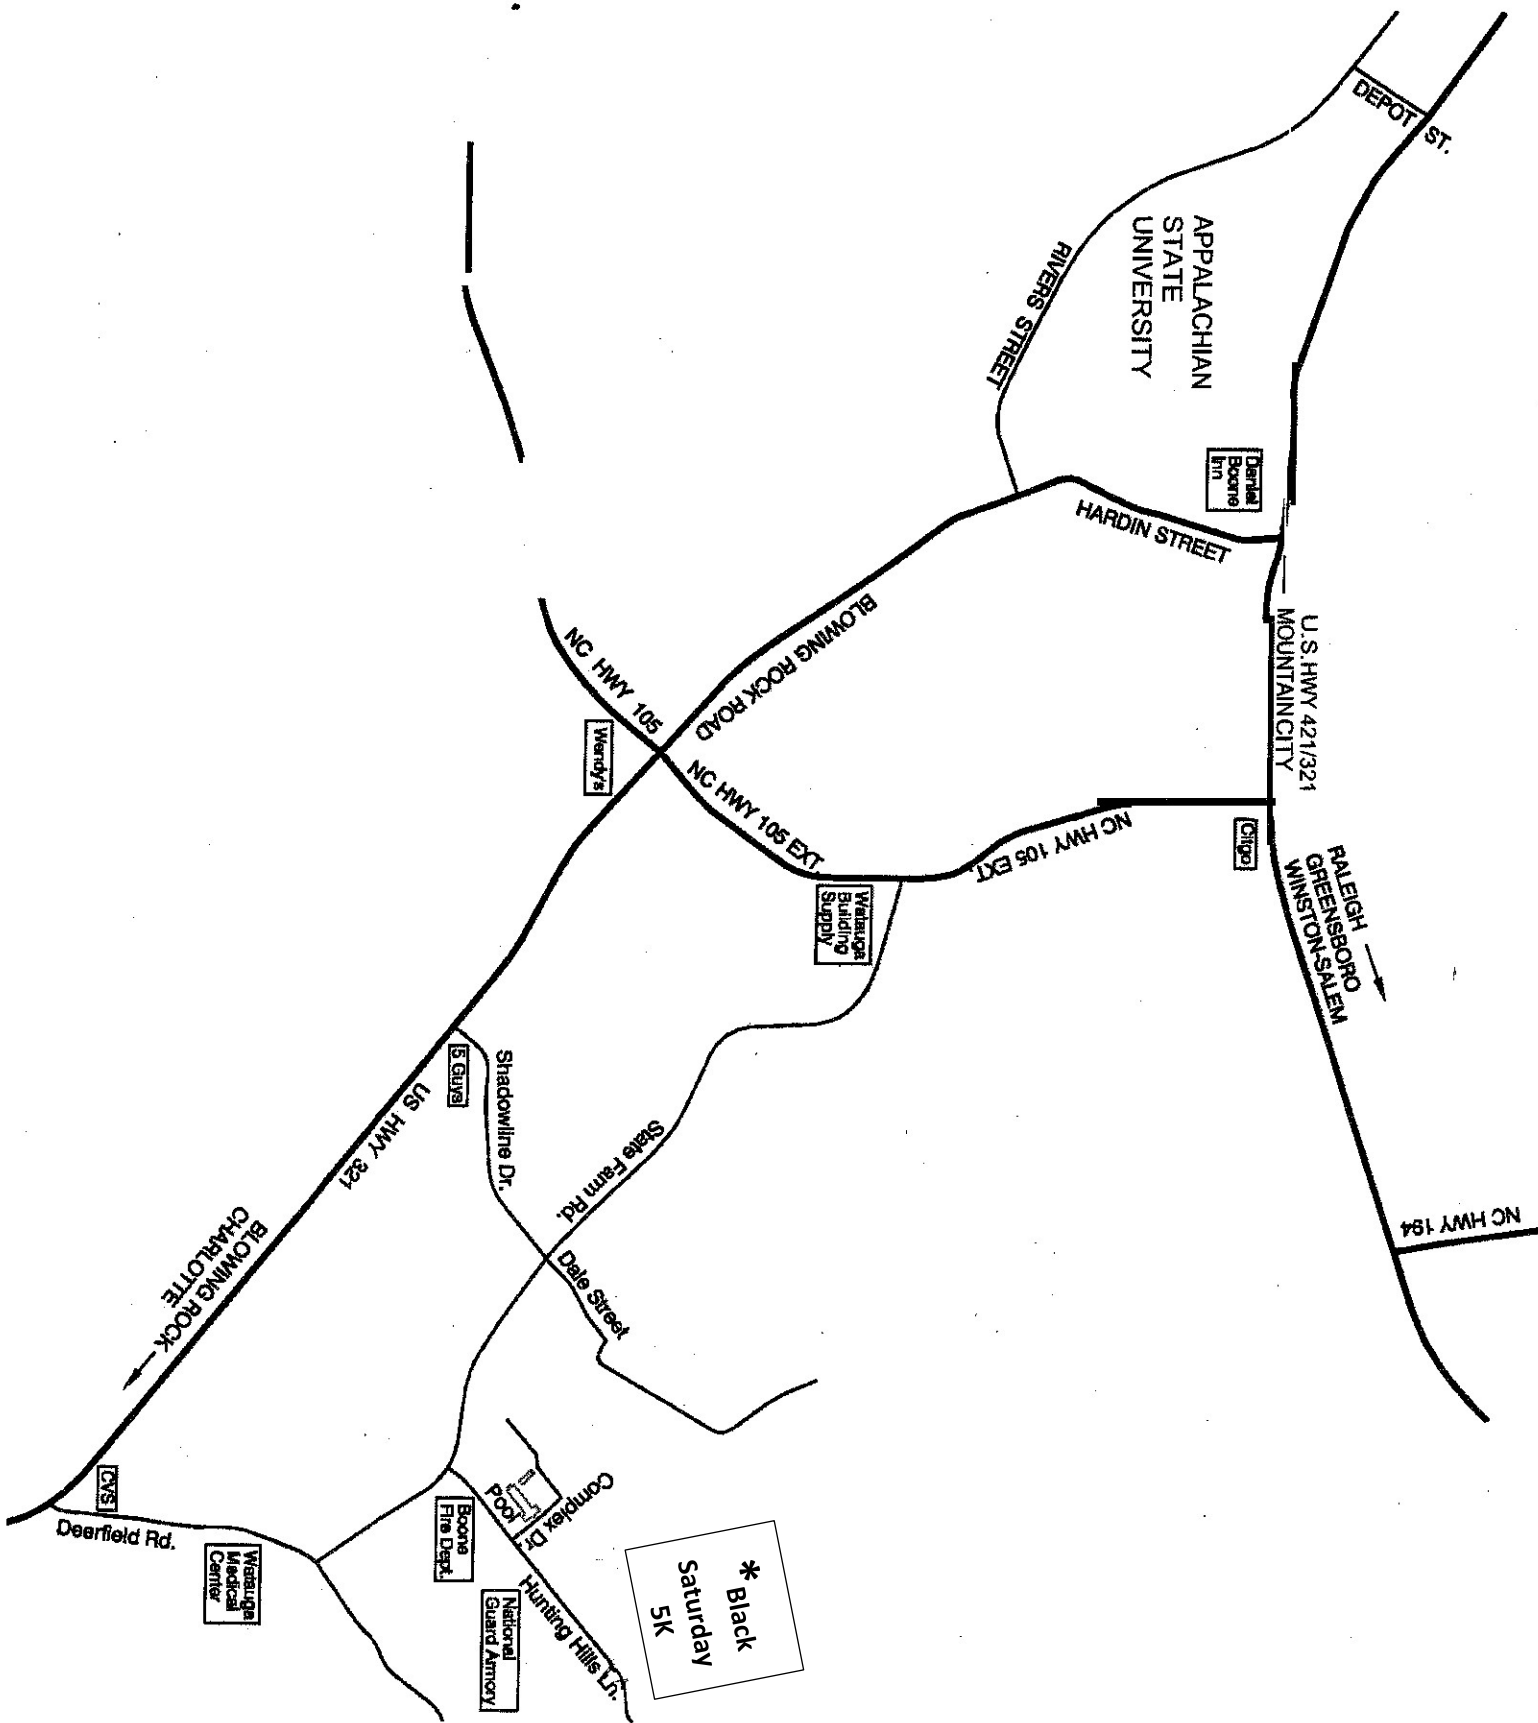 DEPOT ST.
APPALACHIAN
STATE
UNIVERSITY
RIVERS STREET
Daniel
Boone
Inn
HARDIN STREET
U.S. HWY 421/321
MOUNTAIN CITY
BLOWING ROCK ROAD
NC HWY 105
Wendy's
NC HWY 105 EXT.
NC HWY 105 EXT.
Citgo
RALEIGH
GREENSBORO
WINSTON-SALEM
Watauga
Building
Supply
NC HWY 194
5 Guys
Shadowline Dr.
State Farm Rd.
US HWY 321
Dale Street
BLOWING ROCK
CHARLOTTE
CVS
Deerfield Rd.
Watauga
Medical
Center
Boone
Fire Dept.
Pool
Complex Dr
Hunting Hills Ln.
National
Guard Armory
* Black
Saturday
5K